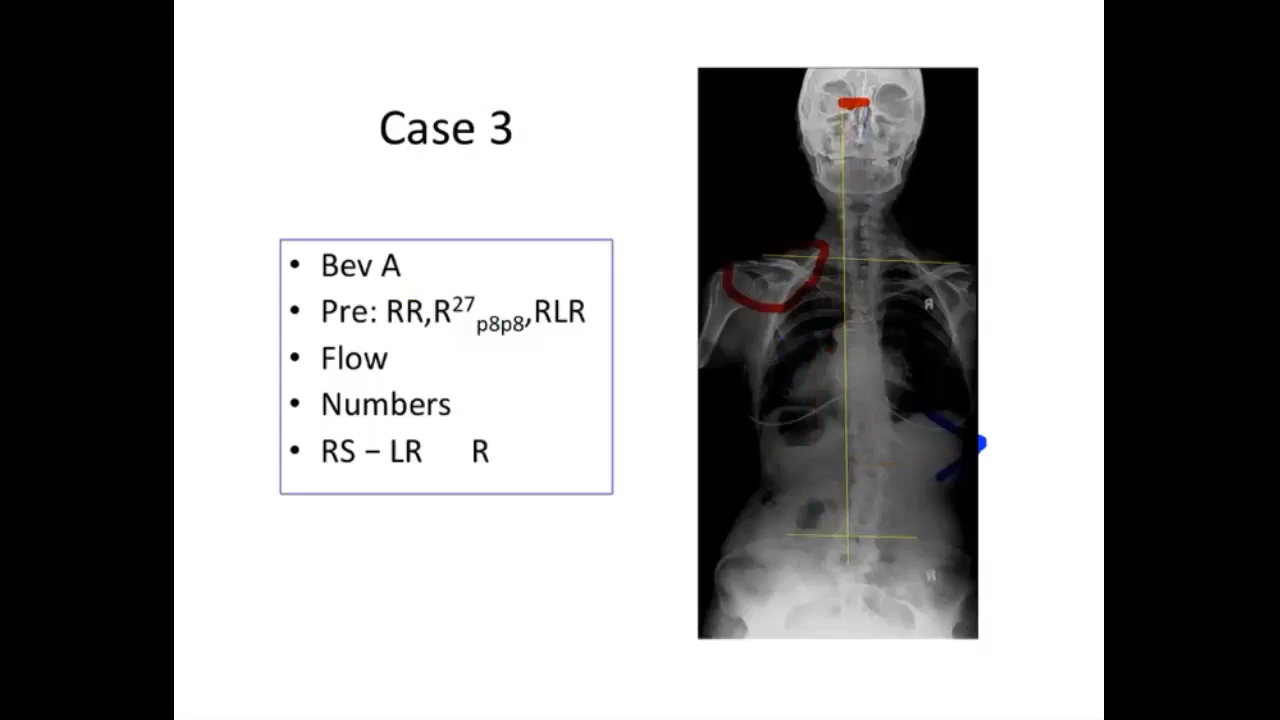 Case 3
• Bev A
• Pre: RR,R²⁷ₚ₈ₚ₈,RLR
• Flow
• Numbers
• RS – LR R
R
R